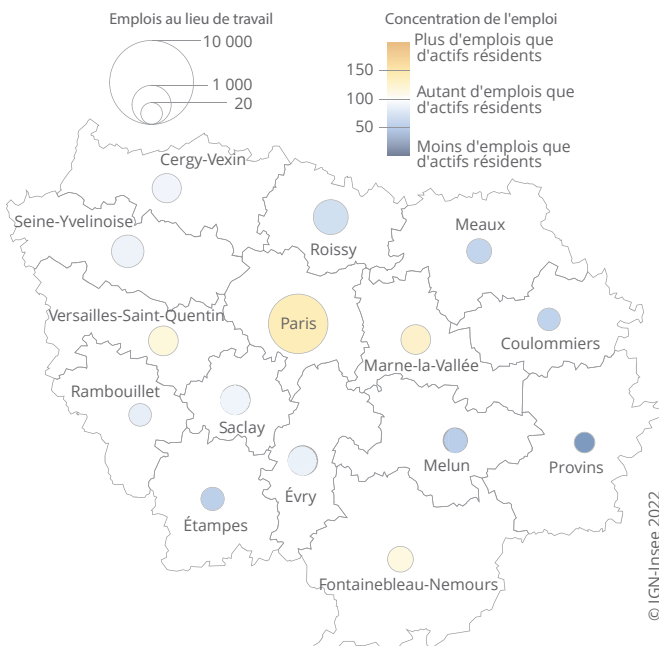 Emplois au lieu de travail
10 000
1 000
20
Concentration de l'emploi
Plus d'emplois que
d'actifs résidents
150
Autant d'emplois que
100
d'actifs résidents
50
Moins d'emplois que
d'actifs résidents
Cergy-Vexin
Seine-Yvelinoise
Roissy
Meaux
Versailles-Saint-Quentin
Paris
Marne-la-Vallée
Coulommiers
Rambouillet
Saclay
Melun
Provins
Évry
Étampes
Fontainebleau-Nemours
© IGN-Insee 2022